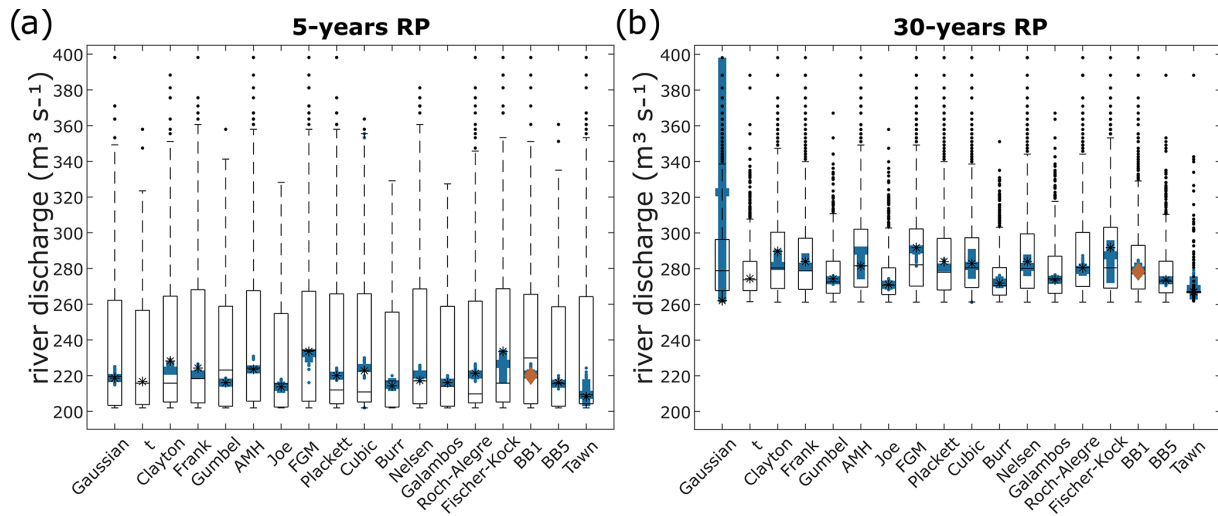 (a)
5-years RP
river discharge (m³ s-¹)
400
380
360
340
320
300
280
260
240
220
200
Gaussian
t
Clayton
Frank
Gumbel
AMH
Joe
FGM
Plackett
Cubic
Burr
Nelsen
Galambos
Roch-Alegre
Fischer-Kock
BB1
BB5
Tawn
(b)
30-years RP
river discharge (m³ s-¹)
400
380
360
340
320
300
280
260
240
220
200
Gaussian
t
Clayton
Frank
Gumbel
AMH
Joe
FGM
Plackett
Cubic
Burr
Nelsen
Galambos
Roch-Alegre
Fischer-Kock
BB1
BB5
Tawn